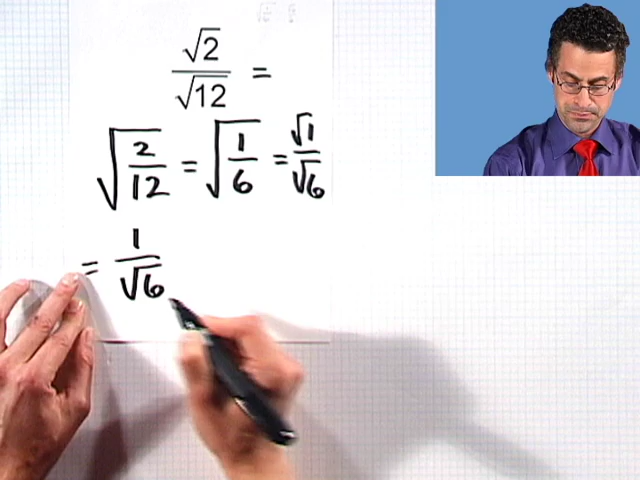 √2/√12 =
√(2/12) = √(1/6) = √1/√6
= 1/√6